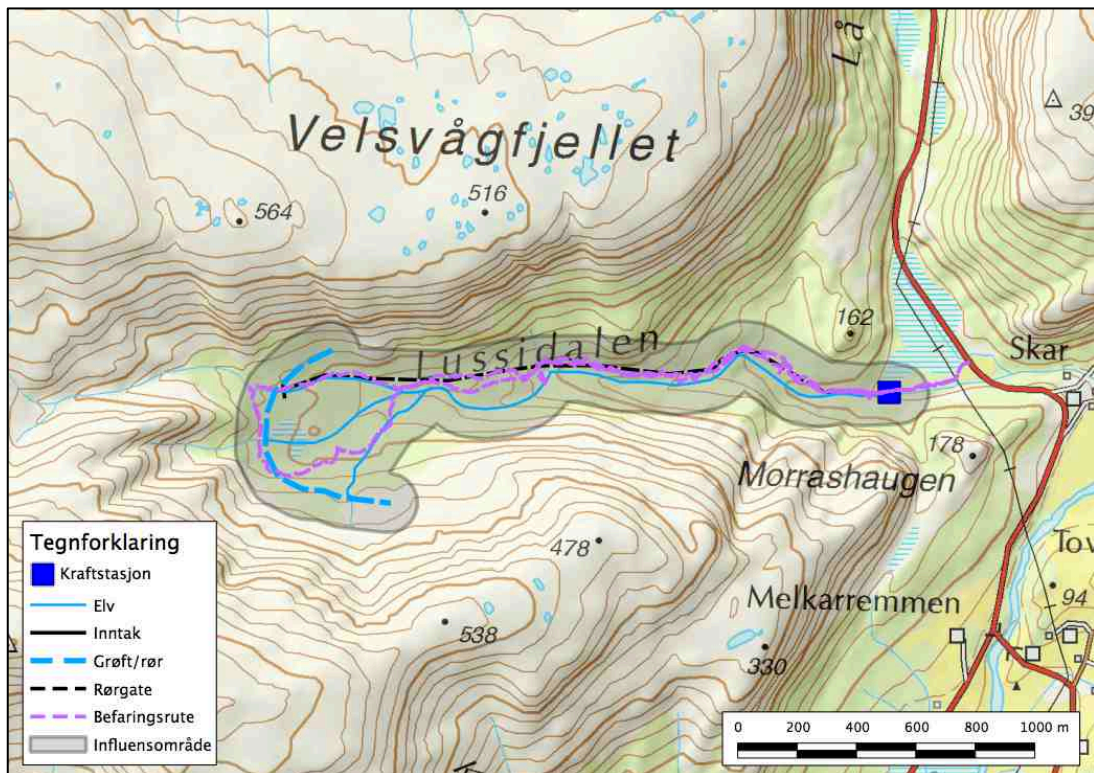 Lå
39
Velsvågfjellet
516
564
162
Lussidalen
Skar
178
Morrashaugen
478
Tov
Melkarremmen
94
538
330
Tegnforklaring
Kraftstasjon
Elv
Inntak
Grøft/rør
Rørgate
Befaringsrute
Influensområde
0 200 400 600 800 1000 m